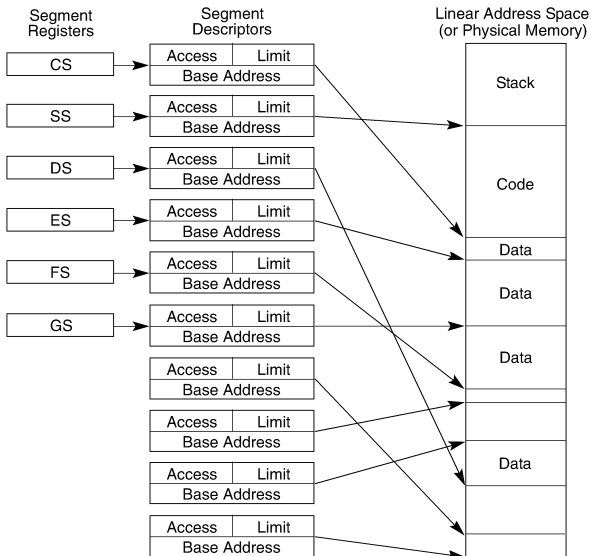 Segment
Registers
Segment
Descriptors
Linear Address Space
(or Physical Memory)
CS
Access Limit
Base Address
Stack
SS
Access Limit
Base Address
DS
Access Limit
Base Address
Code
ES
Access Limit
Base Address
Data
FS
Access Limit
Base Address
Data
GS
Access Limit
Base Address
Data
Access Limit
Base Address
Access Limit
Base Address
Access Limit
Base Address
Data
Access Limit
Base Address